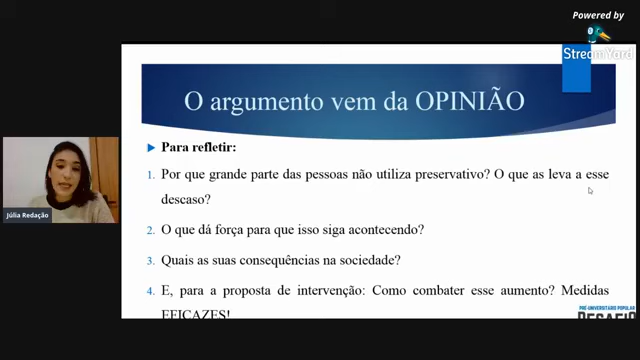 Powered by
StreamYard
O argumento vem da OPINIÃO
Para refletir:
1. Por que grande parte das pessoas não utiliza preservativo? O que as leva a esse
descaso?
2. O que dá força para que isso siga acontecendo?
3. Quais as suas consequências na sociedade?
4. E, para a proposta de intervenção: Como combater esse aumento? Medidas
EFICAZES!
Júlia Redação
PRÉ-UNIVERSITÁRIO POPULAR
DESAFIO